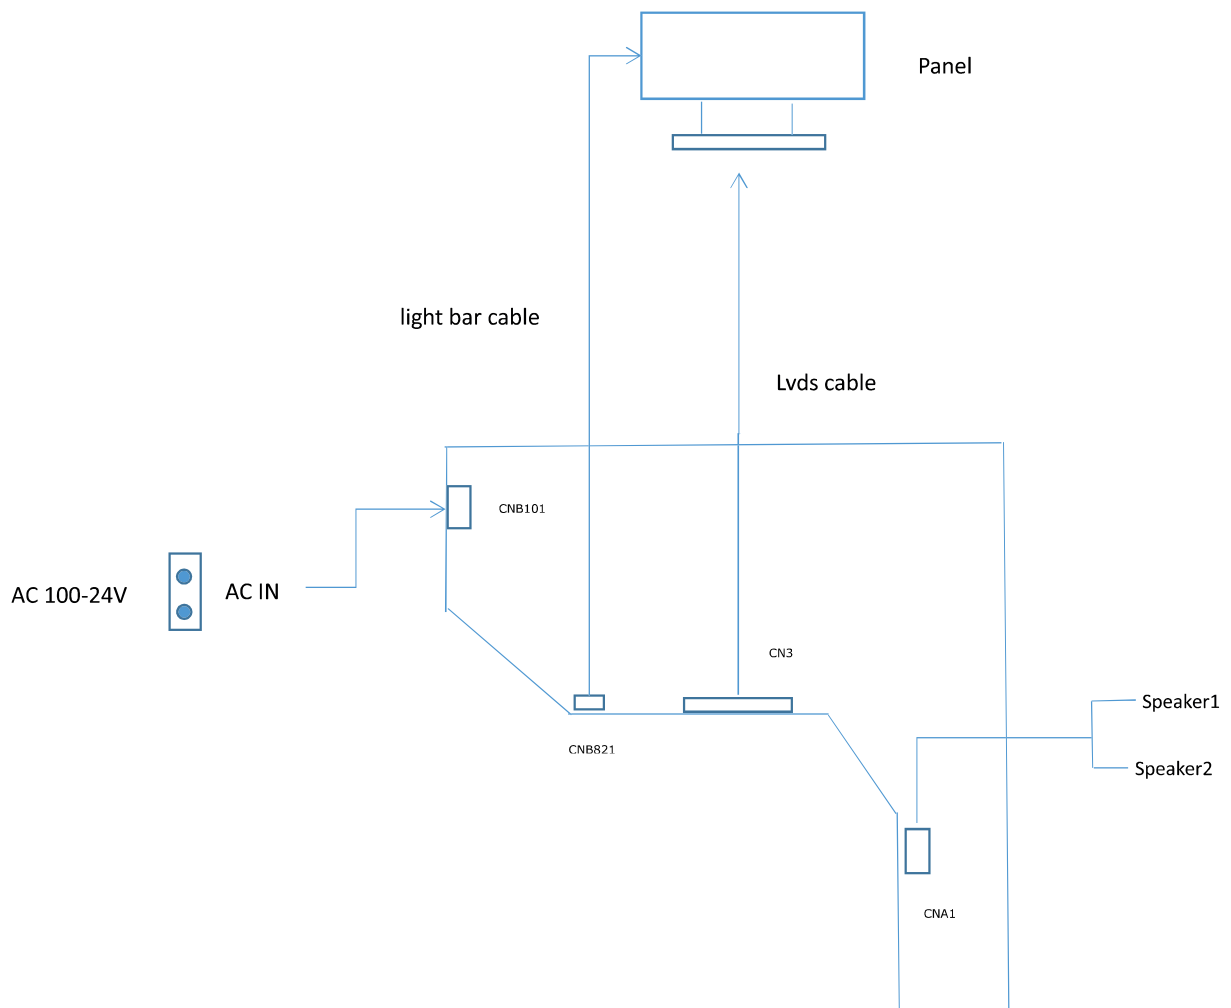 Panel
light bar cable
Lvds cable
CNB101
AC 100-24V
AC IN
CN3
Speaker1
CNB821
Speaker2
CNA1